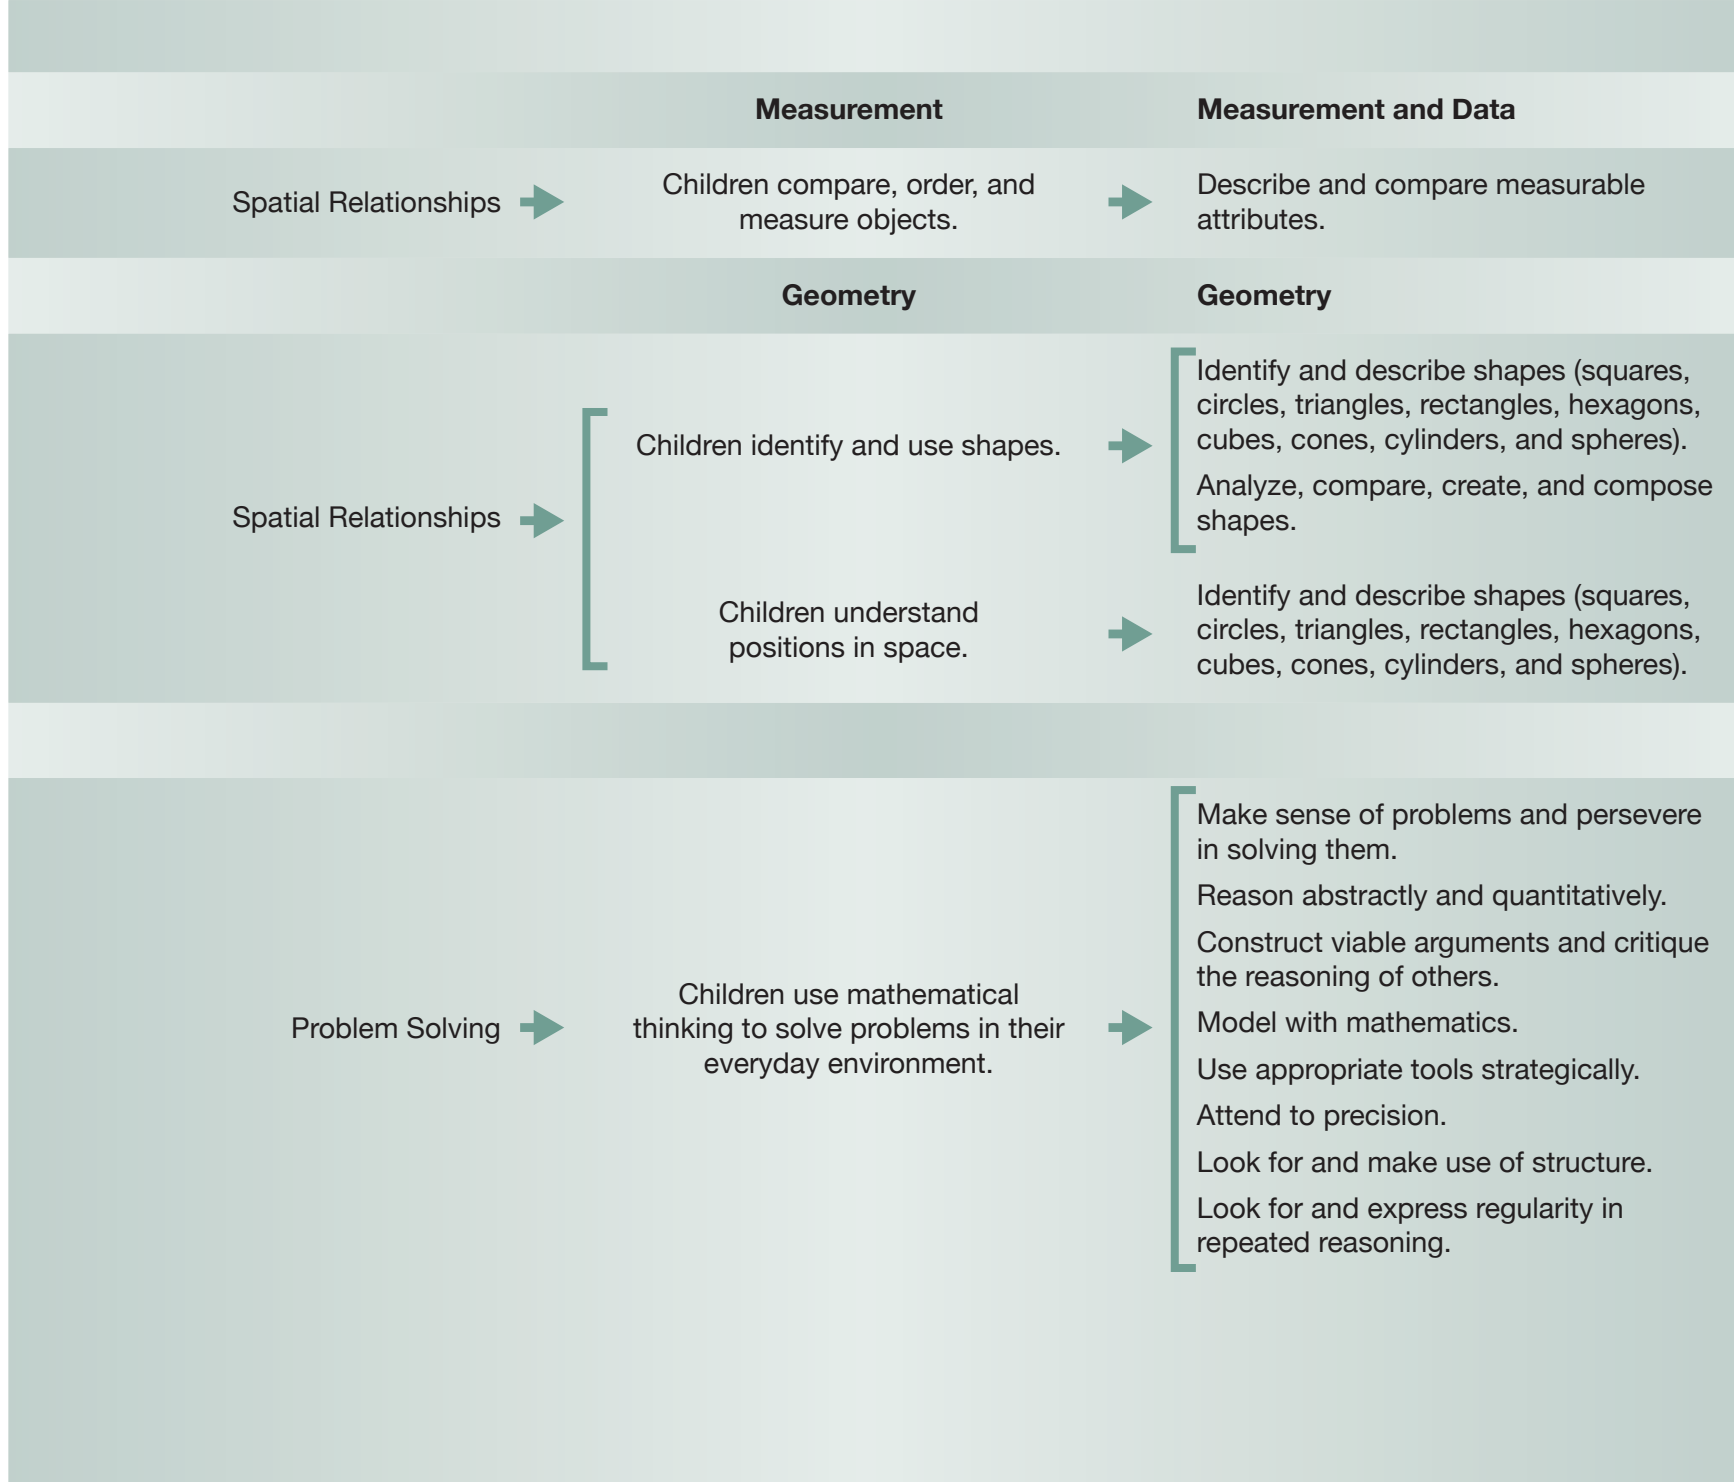 Measurement
Measurement and Data
Spatial Relationships
Children compare, order, and
measure objects.
Describe and compare measurable
attributes.
Geometry
Geometry
Spatial Relationships
Children identify and use shapes.
Identify and describe shapes (squares,
circles, triangles, rectangles, hexagons,
cubes, cones, cylinders, and spheres).
Analyze, compare, create, and compose
shapes.
Children understand
positions in space.
Identify and describe shapes (squares,
circles, triangles, rectangles, hexagons,
cubes, cones, cylinders, and spheres).
Problem Solving
Children use mathematical
thinking to solve problems in their
everyday environment.
Make sense of problems and persevere
in solving them.
Reason abstractly and quantitatively.
Construct viable arguments and critique
the reasoning of others.
Model with mathematics.
Use appropriate tools strategically.
Attend to precision.
Look for and make use of structure.
Look for and express regularity in
repeated reasoning.